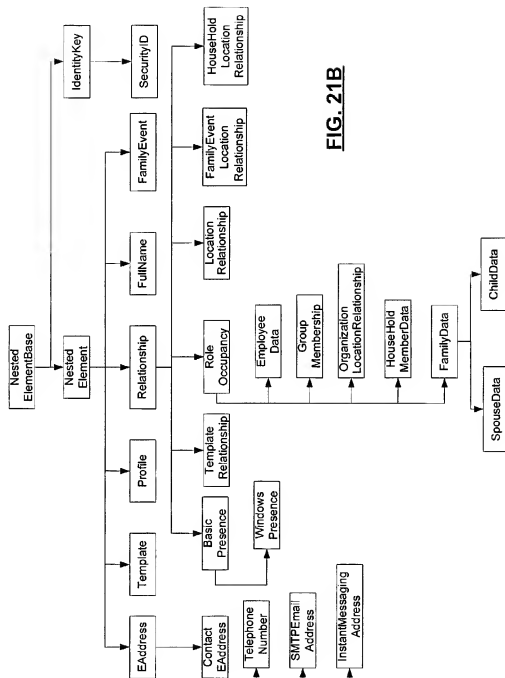 Nested
ElementBase
Nested
Element
IdentityKey
SecurityID
EAddress
Template
Profile
Relationship
FullName
FamilyEvent
Contact
EAddress
Telephone
Number
SMTPEmail
Address
InstantMessaging
Address
Basic
Presence
Windows
Presence
Template
Relationship
Role
Occupancy
Employee
Data
Group
Membership
Organization
LocationRelationship
HouseHold
MemberData
FamilyData
SpouseData
ChildData
Location
Relationship
FamilyEvent
Location
Relationship
HouseHold
Location
Relationship
FIG. 21B